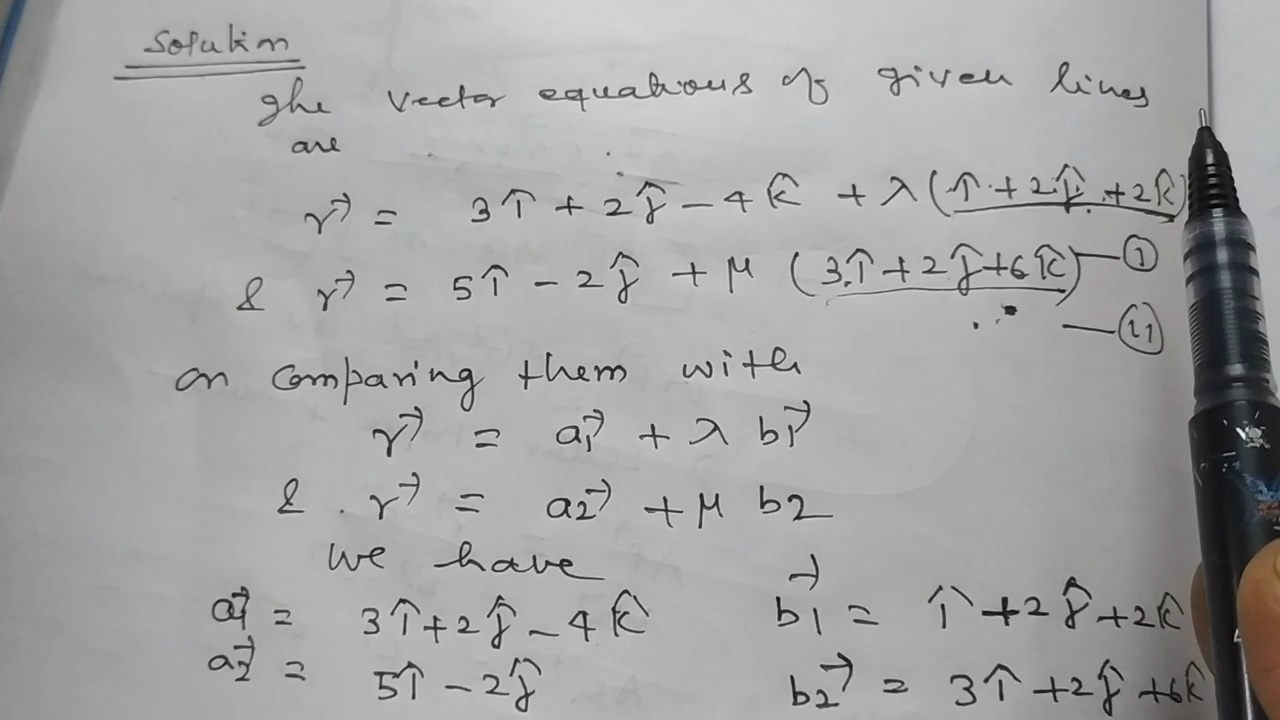 Solution
The vector equations of given lines
are
r⃗ = 3î + 2ĵ - 4k̂ + λ(î + 2ĵ + 2k̂) —①
& r⃗ = 5î - 2ĵ + μ (3î + 2ĵ + 6k̂) —(ii)
on comparing them with
r⃗ = a₁⃗ + λ b₁⃗
& r⃗ = a₂⃗ + μ b2
we have
a₁⃗ = 3î + 2ĵ - 4k̂ b₁⃗ = î + 2ĵ + 2k̂
a₂⃗ = 5î - 2ĵ b₂⃗ = 3î + 2ĵ + 6k̂